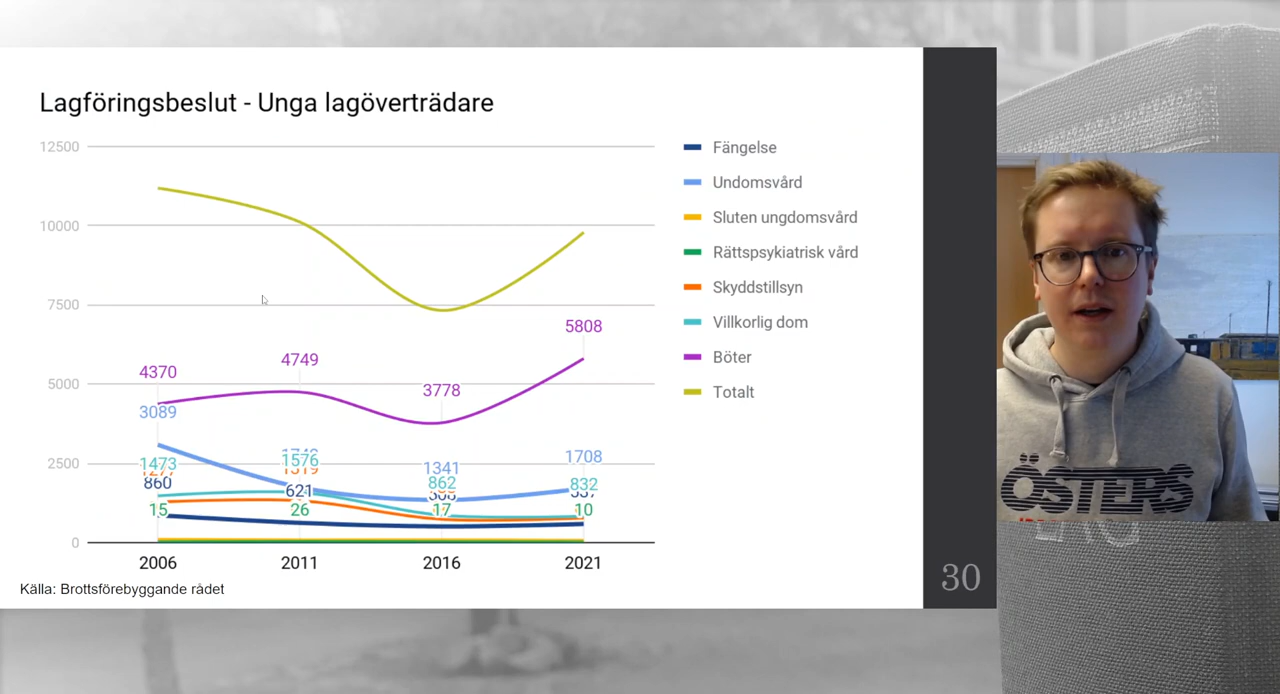 Lagföringsbeslut - Unga lagöverträdare
12500
10000
7500
5000
2500
0
4370
4749
3778
5808
3089
1341
1708
1473
1576
862
832
860
621
15
26
17
10
2006
2011
2016
2021
Fängelse
Undomsvård
Sluten ungdomsvård
Rättspsykiatrisk vård
Skyddstillsyn
Villkorlig dom
Böter
Totalt
Källa: Brottsförebyggande rådet
30
ÖSTERS